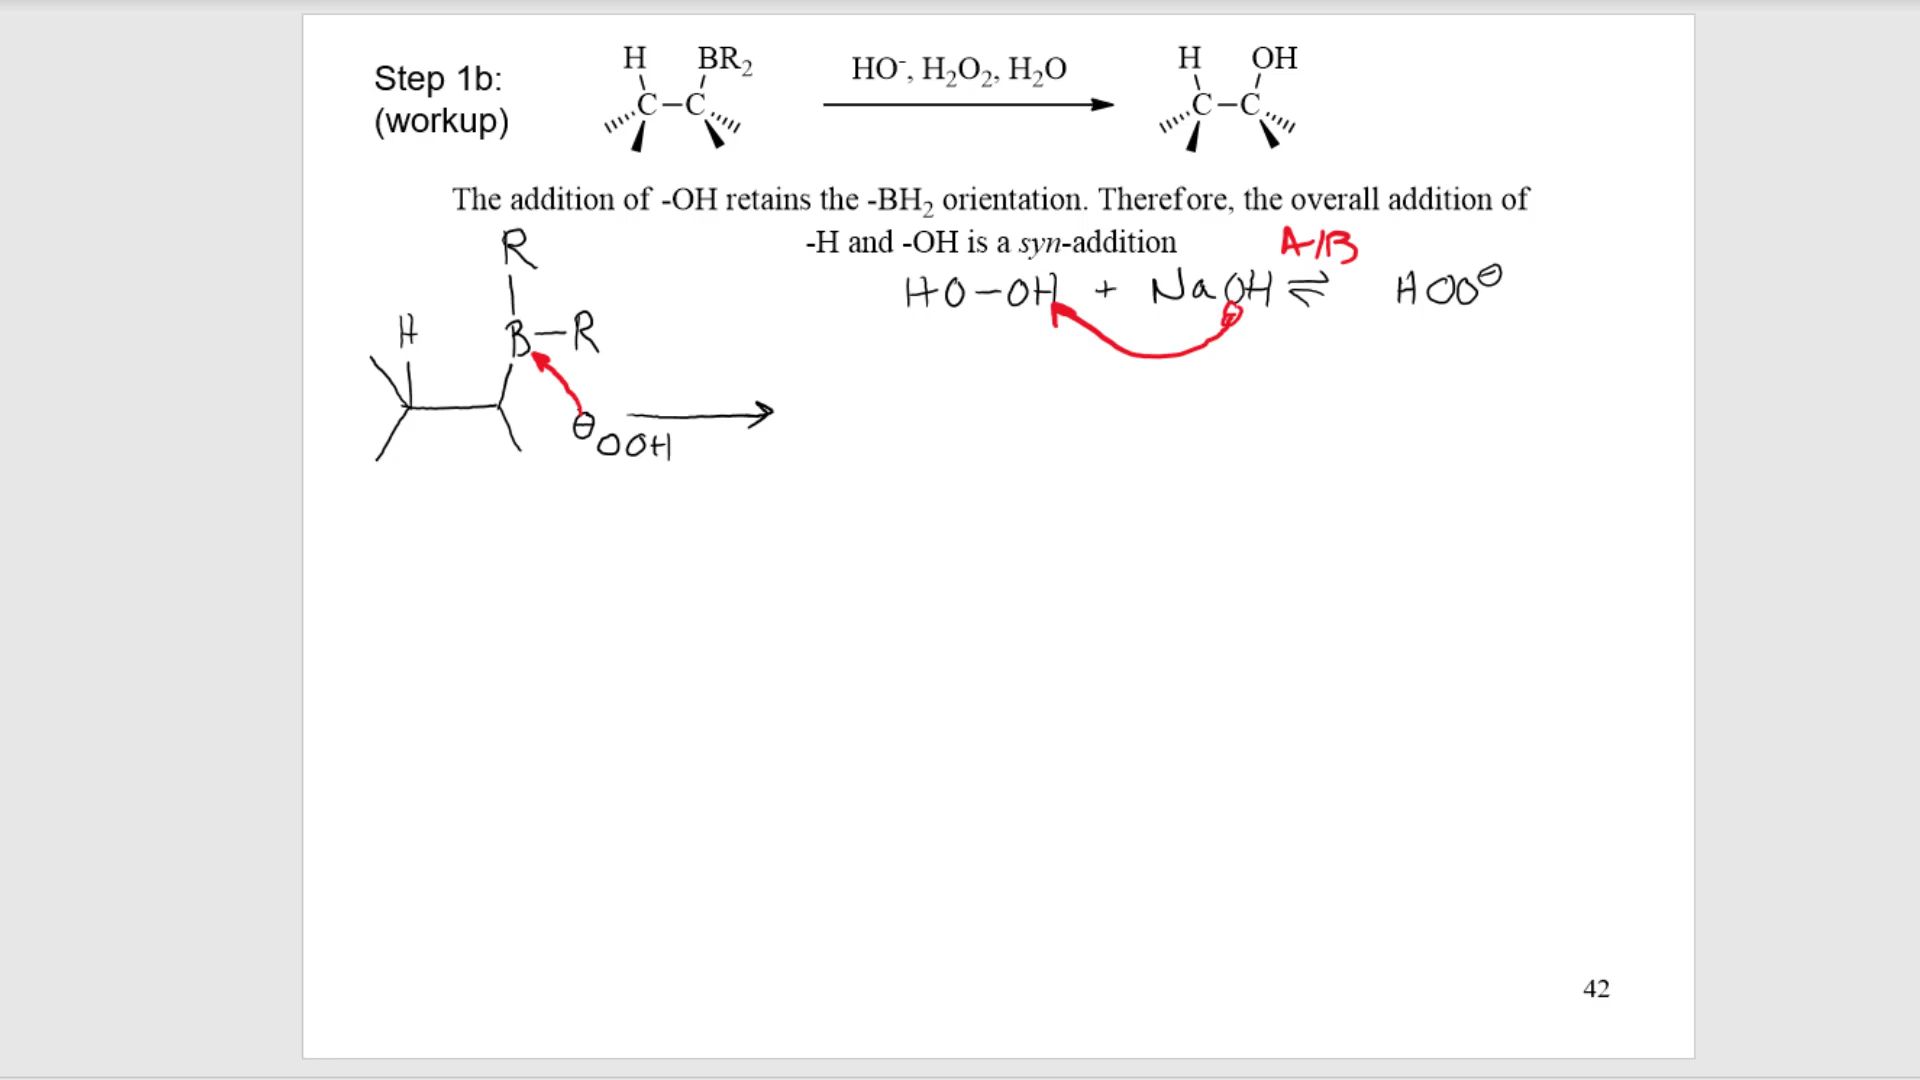 Step 1b:
(workup)
H BR₂
C–C
HO⁻, H₂O₂, H₂O
H OH
C–C
The addition of -OH retains the -BH₂ orientation. Therefore, the overall addition of
-H and -OH is a syn-addition
A/B
HO–OH + NaOH ⇌ HOO⊖
R
H B–R
⊖OOH
42